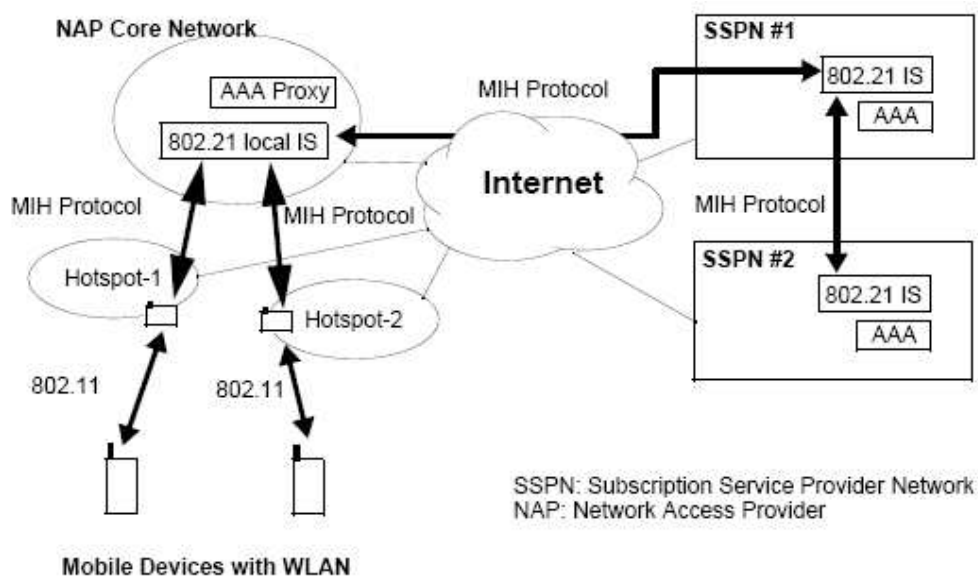 NAP Core Network
AAA Proxy
802.21 local IS
MIH Protocol
MIH Protocol
Hotspot-1
Hotspot-2
802.11
802.11
Mobile Devices with WLAN
MIH Protocol
Internet
SSPN #1
802.21 IS
AAA
MIH Protocol
SSPN #2
802.21 IS
AAA
SSPN: Subscription Service Provider Network
NAP: Network Access Provider